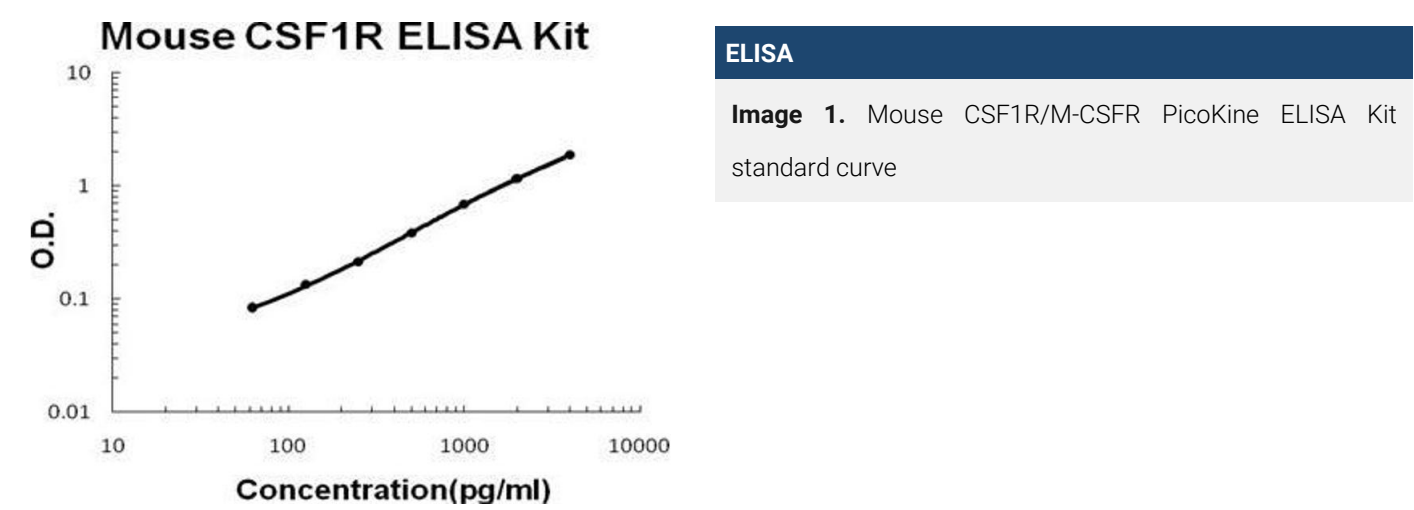 Mouse CSF1R ELISA Kit
10
1
0.1
0.01
O.D.
10 100 1000 10000
Concentration(pg/ml)
ELISA
Image 1. Mouse CSF1R/M-CSFR PicoKine ELISA Kit
standard curve